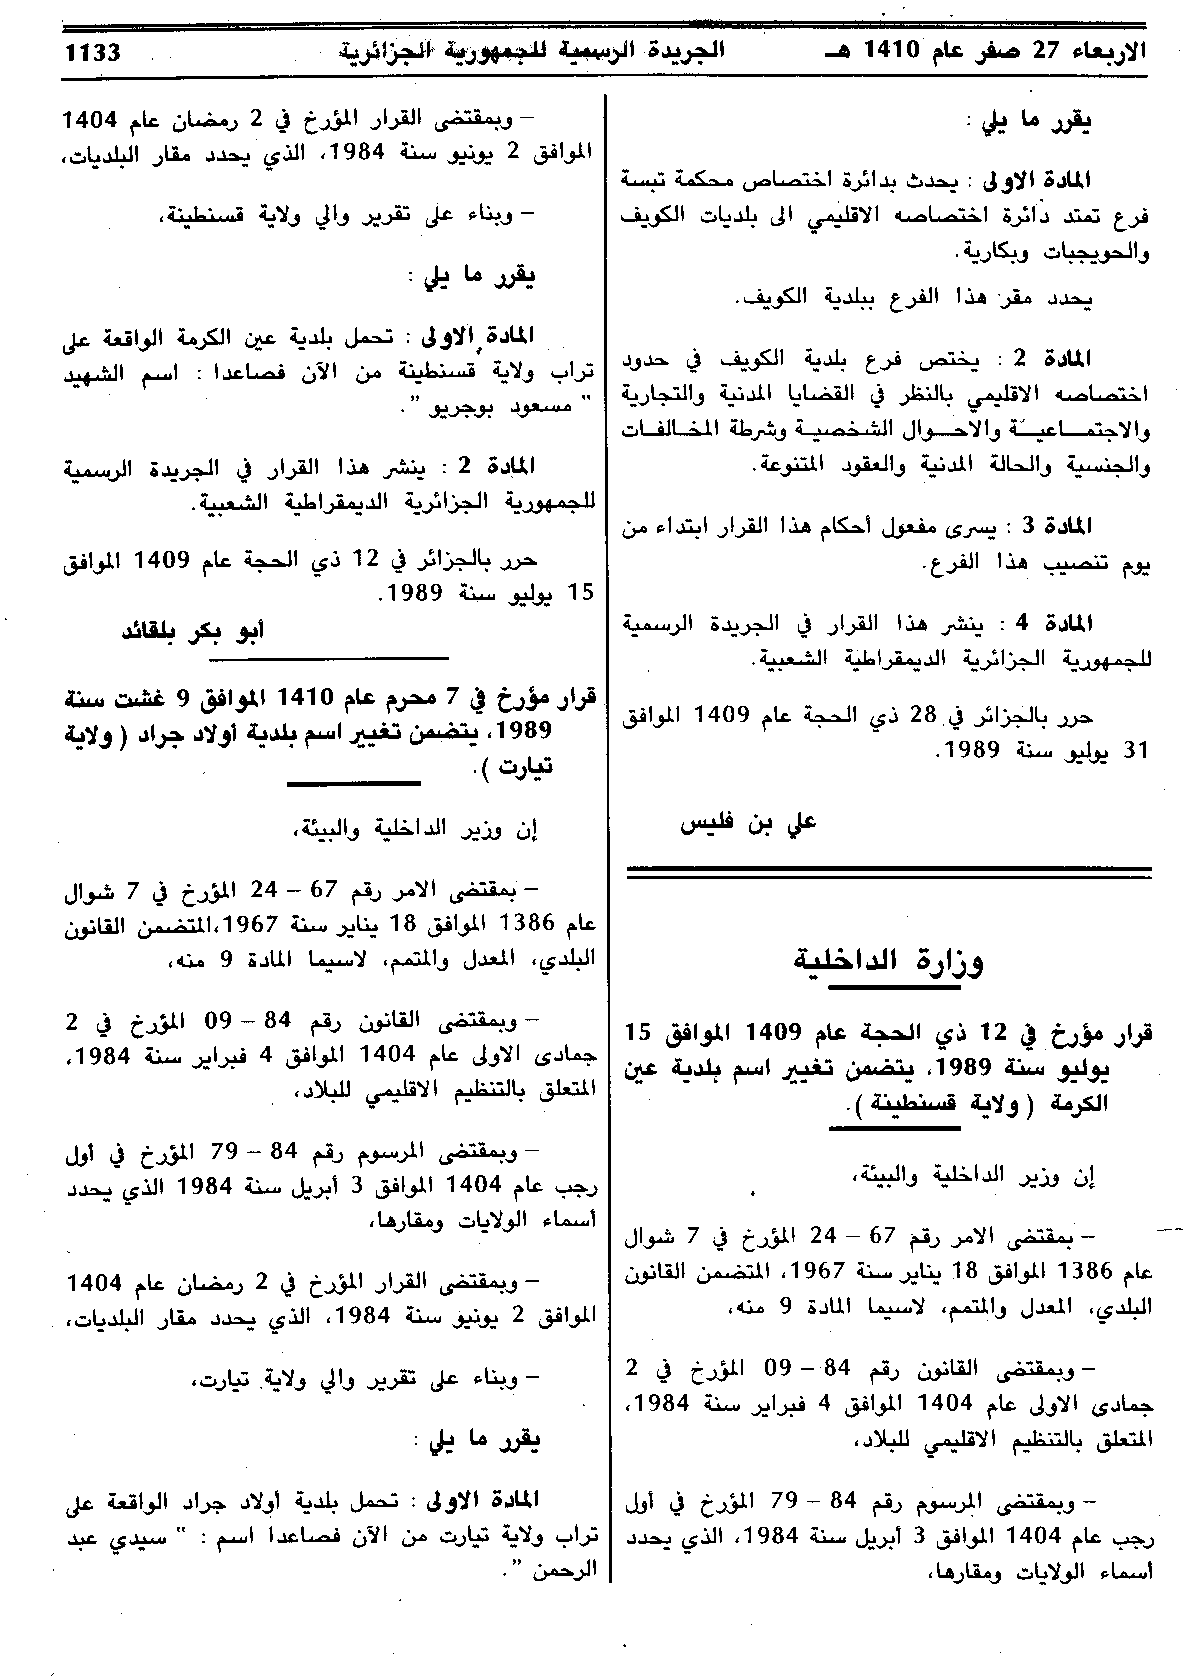 الاربعاء 27 صفر عام 1410 هـ
الجريدة الرسمية للجمهورية الجزائرية
1133
يقرر ما يلي :
المادة الاولى : يحدث بدائرة اختصاص محكمة تبسة
فرع تمتد دائرة اختصاصه الاقليمي الى بلديات الكويف
والحويجبات وبكارية.
يحدد مقر هذا الفرع ببلدية الكويف.
المادة 2 : يختص فرع بلدية الكويف في حدود
اختصاصه الاقليمي بالنظر في القضايا المدنية والتجارية
والاجتماعية والاحوال الشخصية وشرطة المخالفات
والجنسية والحالة المدنية والعقود المتنوعة.
المادة 3 : يسرى مفعول أحكام هذا القرار ابتداء من
يوم تنصيب هذا الفرع.
المادة 4 : ينشر هذا القرار في الجريدة الرسمية
للجمهورية الجزائرية الديمقراطية الشعبية.
حرر بالجزائر في 28 ذي الحجة عام 1409 الموافق
31 يوليو سنة 1989.
علي بن فليس
وزارة الداخلية
قرار مؤرخ في 12 ذي الحجة عام 1409 الموافق 15
يوليو سنة 1989، يتضمن تغيير اسم بلدية عين
الكرمة ( ولاية قسنطينة ).
إن وزير الداخلية والبيئة،
– بمقتضى الامر رقم 67 – 24 المؤرخ في 7 شوال
عام 1386 الموافق 18 يناير سنة 1967، المتضمن القانون
البلدي، المعدل والمتمم، لاسيما المادة 9 منه،
– وبمقتضى القانون رقم 84 – 09 المؤرخ في 2
جمادى الاولى عام 1404 الموافق 4 فبراير سنة 1984،
المتعلق بالتنظيم الاقليمي للبلاد،
– وبمقتضى المرسوم رقم 84 – 79 المؤرخ في أول
رجب عام 1404 الموافق 3 أبريل سنة 1984، الذي يحدد
أسماء الولايات ومقارها،
– وبمقتضى القرار المؤرخ في 2 رمضان عام 1404
الموافق 2 يونيو سنة 1984، الذي يحدد مقار البلديات،
– وبناء على تقرير والي ولاية قسنطينة،
يقرر ما يلي :
المادة الاولى : تحمل بلدية عين الكرمة الواقعة على
تراب ولاية قسنطينة من الآن فصاعدا : اسم الشهيد
" مسعود بوجريو ".
المادة 2 : ينشر هذا القرار في الجريدة الرسمية
للجمهورية الجزائرية الديمقراطية الشعبية.
حرر بالجزائر في 12 ذي الحجة عام 1409 الموافق
15 يوليو سنة 1989.
أبو بكر بلقائد
قرار مؤرخ في 7 محرم عام 1410 الموافق 9 غشت سنة
1989، يتضمن تغيير اسم بلدية أولاد جراد ( ولاية
تيارت ).
إن وزير الداخلية والبيئة،
– بمقتضى الامر رقم 67 – 24 المؤرخ في 7 شوال
عام 1386 الموافق 18 يناير سنة 1967،المتضمن القانون
البلدي، المعدل والمتمم، لاسيما المادة 9 منه،
– وبمقتضى القانون رقم 84 – 09 المؤرخ في 2
جمادى الاولى عام 1404 الموافق 4 فبراير سنة 1984،
المتعلق بالتنظيم الاقليمي للبلاد،
– وبمقتضى المرسوم رقم 84 – 79 المؤرخ في أول
رجب عام 1404 الموافق 3 أبريل سنة 1984 الذي يحدد
أسماء الولايات ومقارها،
– وبمقتضى القرار المؤرخ في 2 رمضان عام 1404
الموافق 2 يونيو سنة 1984، الذي يحدد مقار البلديات،
– وبناء على تقرير والي ولاية تيارت،
يقرر ما يلي :
المادة الاولى : تحمل بلدية أولاد جراد الواقعة على
تراب ولاية تيارت من الآن فصاعدا اسم : " سيدي عبد
الرحمن ".